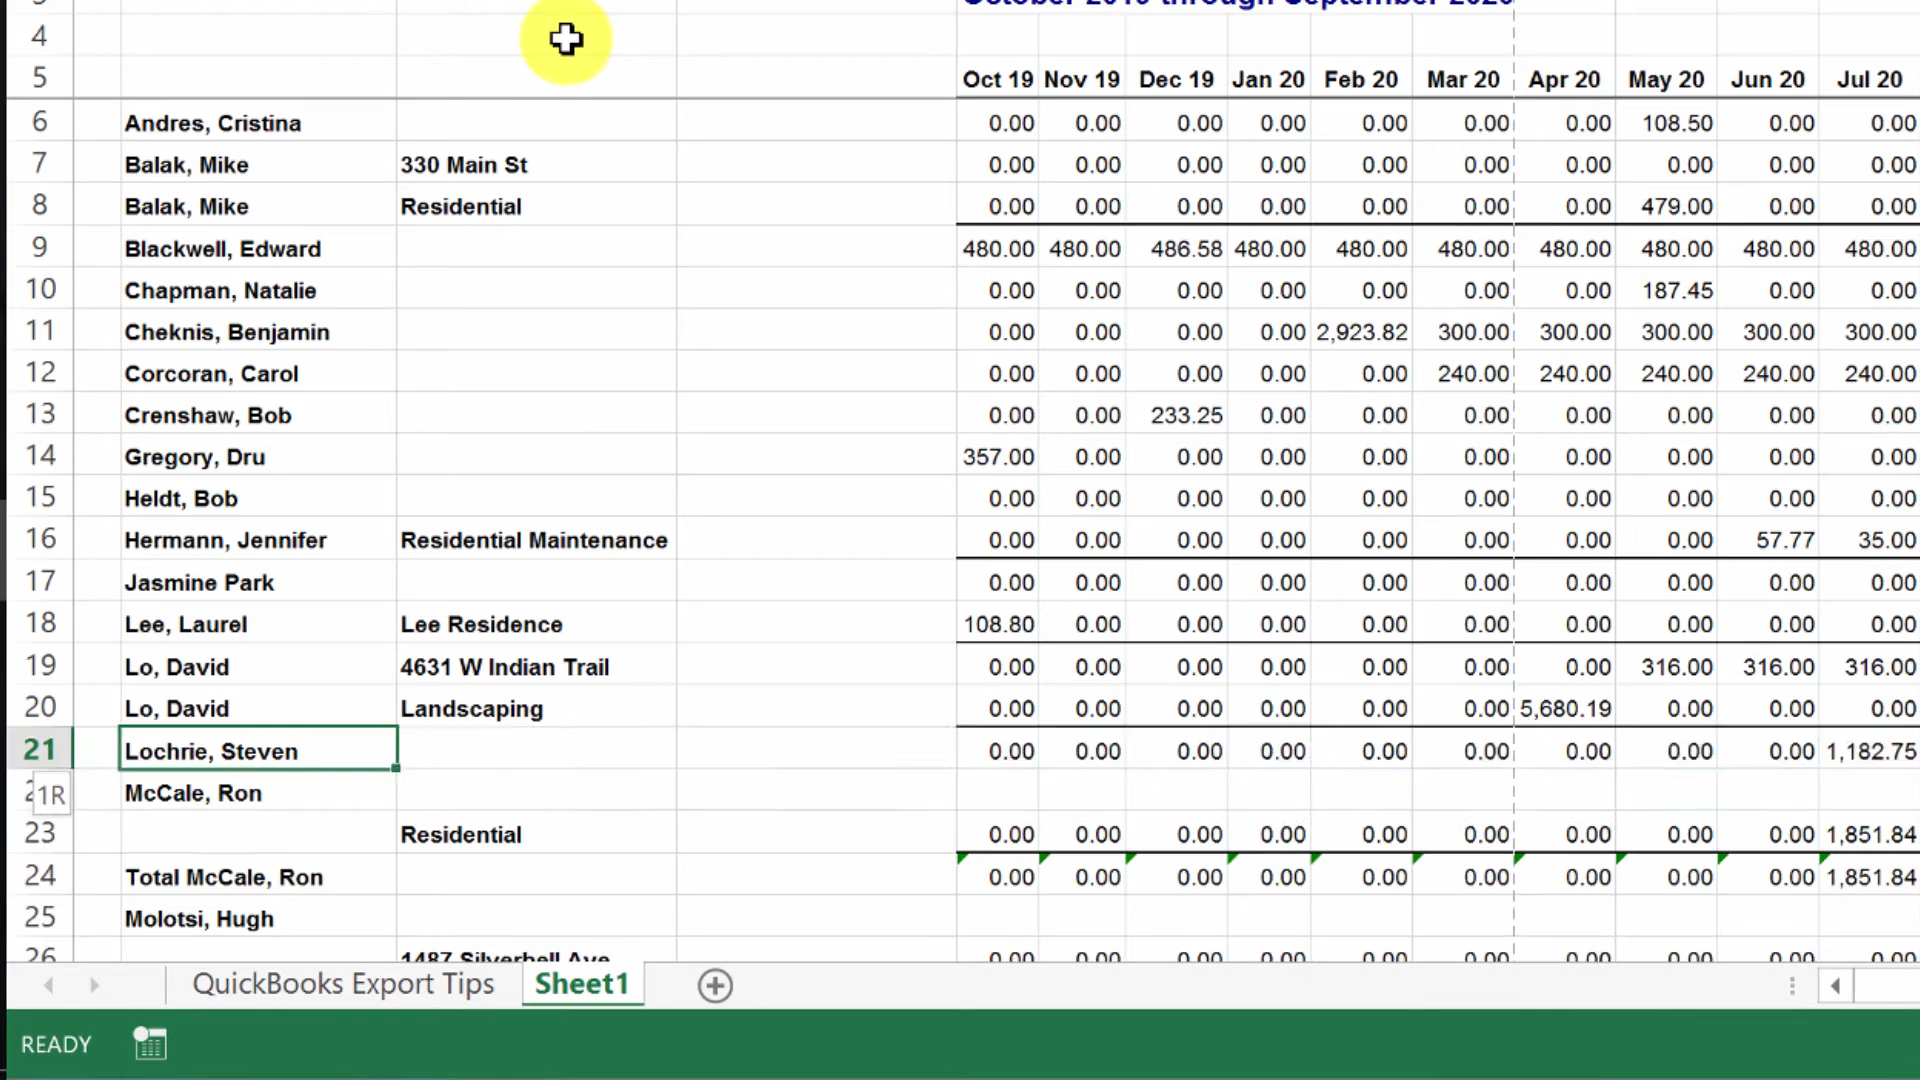 3 October 2019 through September 2020
4
5 Oct 19 Nov 19 Dec 19 Jan 20 Feb 20 Mar 20 Apr 20 May 20 Jun 20 Jul 20
6 Andres, Cristina 0.00 0.00 0.00 0.00 0.00 0.00 0.00 108.50 0.00 0.00
7 Balak, Mike 330 Main St 0.00 0.00 0.00 0.00 0.00 0.00 0.00 0.00 0.00 0.00
8 Balak, Mike Residential 0.00 0.00 0.00 0.00 0.00 0.00 0.00 479.00 0.00 0.00
9 Blackwell, Edward 480.00 480.00 486.58 480.00 480.00 480.00 480.00 480.00 480.00 480.00
10 Chapman, Natalie 0.00 0.00 0.00 0.00 0.00 0.00 0.00 187.45 0.00 0.00
11 Cheknis, Benjamin 0.00 0.00 0.00 0.00 2,923.82 300.00 300.00 300.00 300.00 300.00
12 Corcoran, Carol 0.00 0.00 0.00 0.00 0.00 240.00 240.00 240.00 240.00 240.00
13 Crenshaw, Bob 0.00 0.00 233.25 0.00 0.00 0.00 0.00 0.00 0.00 0.00
14 Gregory, Dru 357.00 0.00 0.00 0.00 0.00 0.00 0.00 0.00 0.00 0.00
15 Heldt, Bob 0.00 0.00 0.00 0.00 0.00 0.00 0.00 0.00 0.00 0.00
16 Hermann, Jennifer Residential Maintenance 0.00 0.00 0.00 0.00 0.00 0.00 0.00 0.00 57.77 35.00
17 Jasmine Park 0.00 0.00 0.00 0.00 0.00 0.00 0.00 0.00 0.00 0.00
18 Lee, Laurel Lee Residence 108.80 0.00 0.00 0.00 0.00 0.00 0.00 0.00 0.00 0.00
19 Lo, David 4631 W Indian Trail 0.00 0.00 0.00 0.00 0.00 0.00 0.00 316.00 316.00 316.00
20 Lo, David Landscaping 0.00 0.00 0.00 0.00 0.00 0.00 5,680.19 0.00 0.00 0.00
21 Lochrie, Steven 0.00 0.00 0.00 0.00 0.00 0.00 0.00 0.00 0.00 1,182.75
1R McCale, Ron
23 Residential 0.00 0.00 0.00 0.00 0.00 0.00 0.00 0.00 0.00 1,851.84
24 Total McCale, Ron 0.00 0.00 0.00 0.00 0.00 0.00 0.00 0.00 0.00 1,851.84
25 Molotsi, Hugh
26 1487 Silverbell Ave 0.00 0.00 0.00 0.00 0.00 0.00 0.00 0.00 0.00 0.00
QuickBooks Export Tips Sheet1
READY